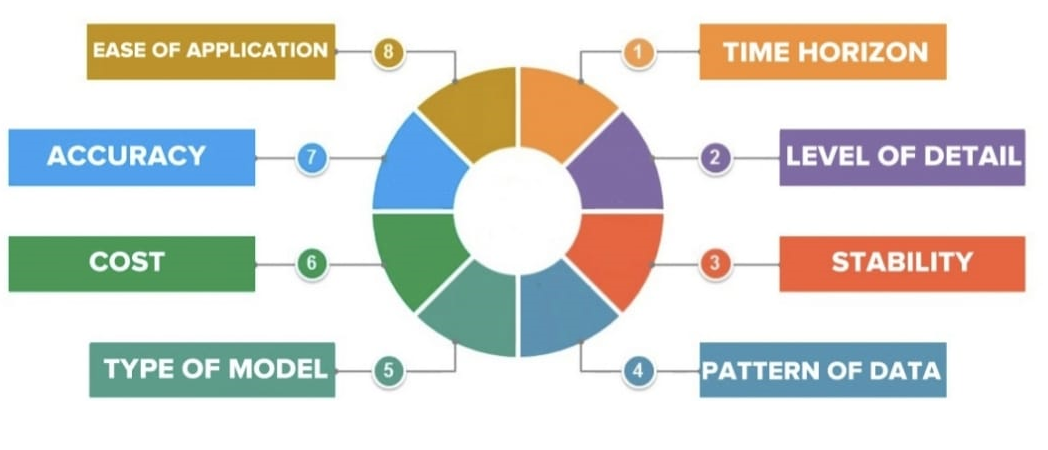 1
TIME HORIZON
2
LEVEL OF DETAIL
3
STABILITY
4
PATTERN OF DATA
5
TYPE OF MODEL
6
COST
7
ACCURACY
8
EASE OF APPLICATION